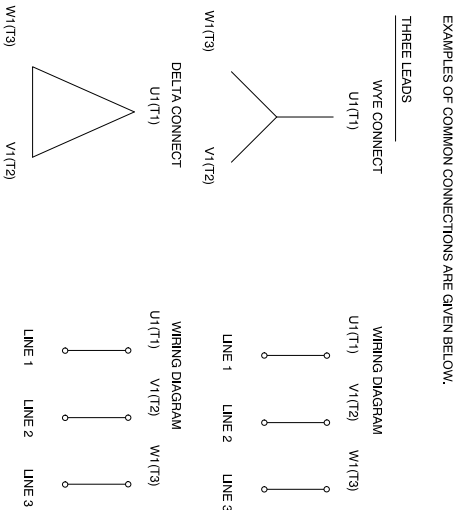 EXAMPLES OF COMMON CONNECTIONS ARE GIVEN BELOW.
THREE LEADS
WYE CONNECT
U1(T1)
W1(T3) V1(T2)
WIRING DIAGRAM
U1(T1) V1(T2) W1(T3)
LINE 1 LINE 2 LINE 3
DELTA CONNECT
U1(T1)
W1(T3) V1(T2)
WIRING DIAGRAM
U1(T1) V1(T2) W1(T3)
LINE 1 LINE 2 LINE 3